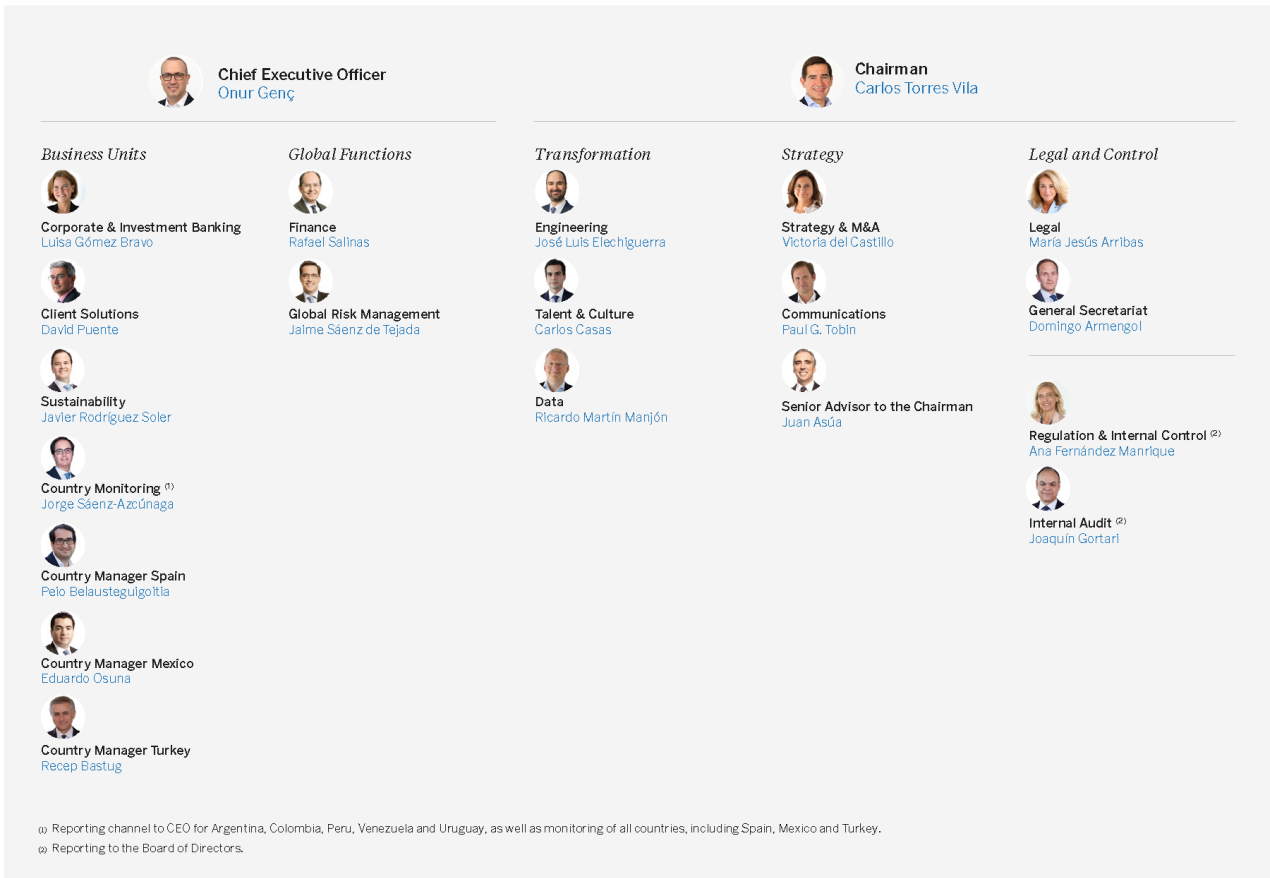 Chief Executive Officer
Onur Genç
Chairman
Carlos Torres Vila
Business Units
Corporate & Investment Banking
Luisa Gómez Bravo
Client Solutions
David Puente
Sustainability
Javier Rodríguez Soler
Country Monitoring (1)
Jorge Sáenz-Azcúnaga
Country Manager Spain
Peio Belausteguigoitia
Country Manager Mexico
Eduardo Osuna
Country Manager Turkey
Recep Bastug
Global Functions
Finance
Rafael Salinas
Global Risk Management
Jaime Sáenz de Tejada
Transformation
Engineering
José Luis Elechiguerra
Talent & Culture
Carlos Casas
Data
Ricardo Martín Manjón
Strategy
Strategy & M&A
Victoria del Castillo
Communications
Paul G. Tobin
Senior Advisor to the Chairman
Juan Asúa
Legal and Control
Legal
María Jesús Arribas
General Secretariat
Domingo Armengol
Regulation & Internal Control (2)
Ana Fernández Manrique
Internal Audit (2)
Joaquín Gortari
(1) Reporting channel to CEO for Argentina, Colombia, Peru, Venezuela and Uruguay, as well as monitoring of all countries, including Spain, Mexico and Turkey.
(2) Reporting to the Board of Directors.